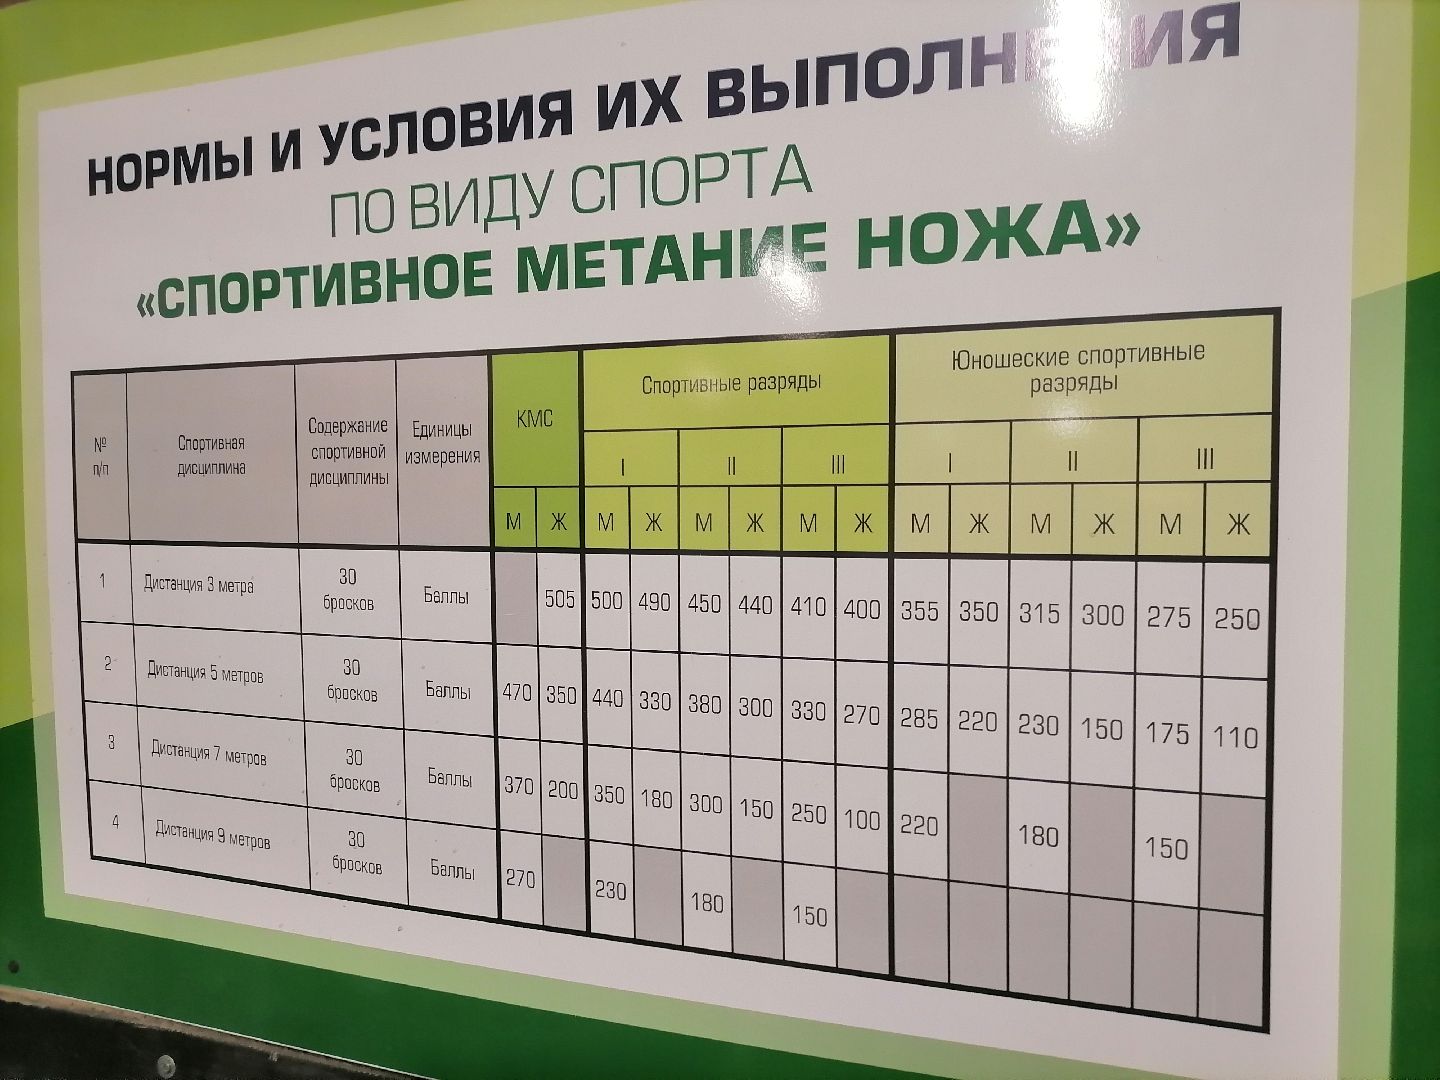 НОРМЫ И УСЛОВИЯ ИХ ВЫПОЛНЕНИЯ
ПО ВИДУ СПОРТА
«СПОРТИВНОЕ МЕТАНИЕ НОЖА»
№ п/п Спортивная дисциплина Содержание спортивной дисциплины Единицы измерения КМС Спортивные разряды Юношеские спортивные разряды
I II III I II III
М Ж М Ж М Ж М Ж М Ж М Ж М Ж
1 Дистанция 3 метра 30 бросков Баллы 505 500 490 450 440 410 400 355 350 315 300 275 250
2 Дистанция 5 метров 30 бросков Баллы 470 350 440 330 380 300 330 270 285 220 230 150 175 110
3 Дистанция 7 метров 30 бросков Баллы 370 200 350 180 300 150 250 100 220 180 150
4 Дистанция 9 метров 30 бросков Баллы 270 230 180 150